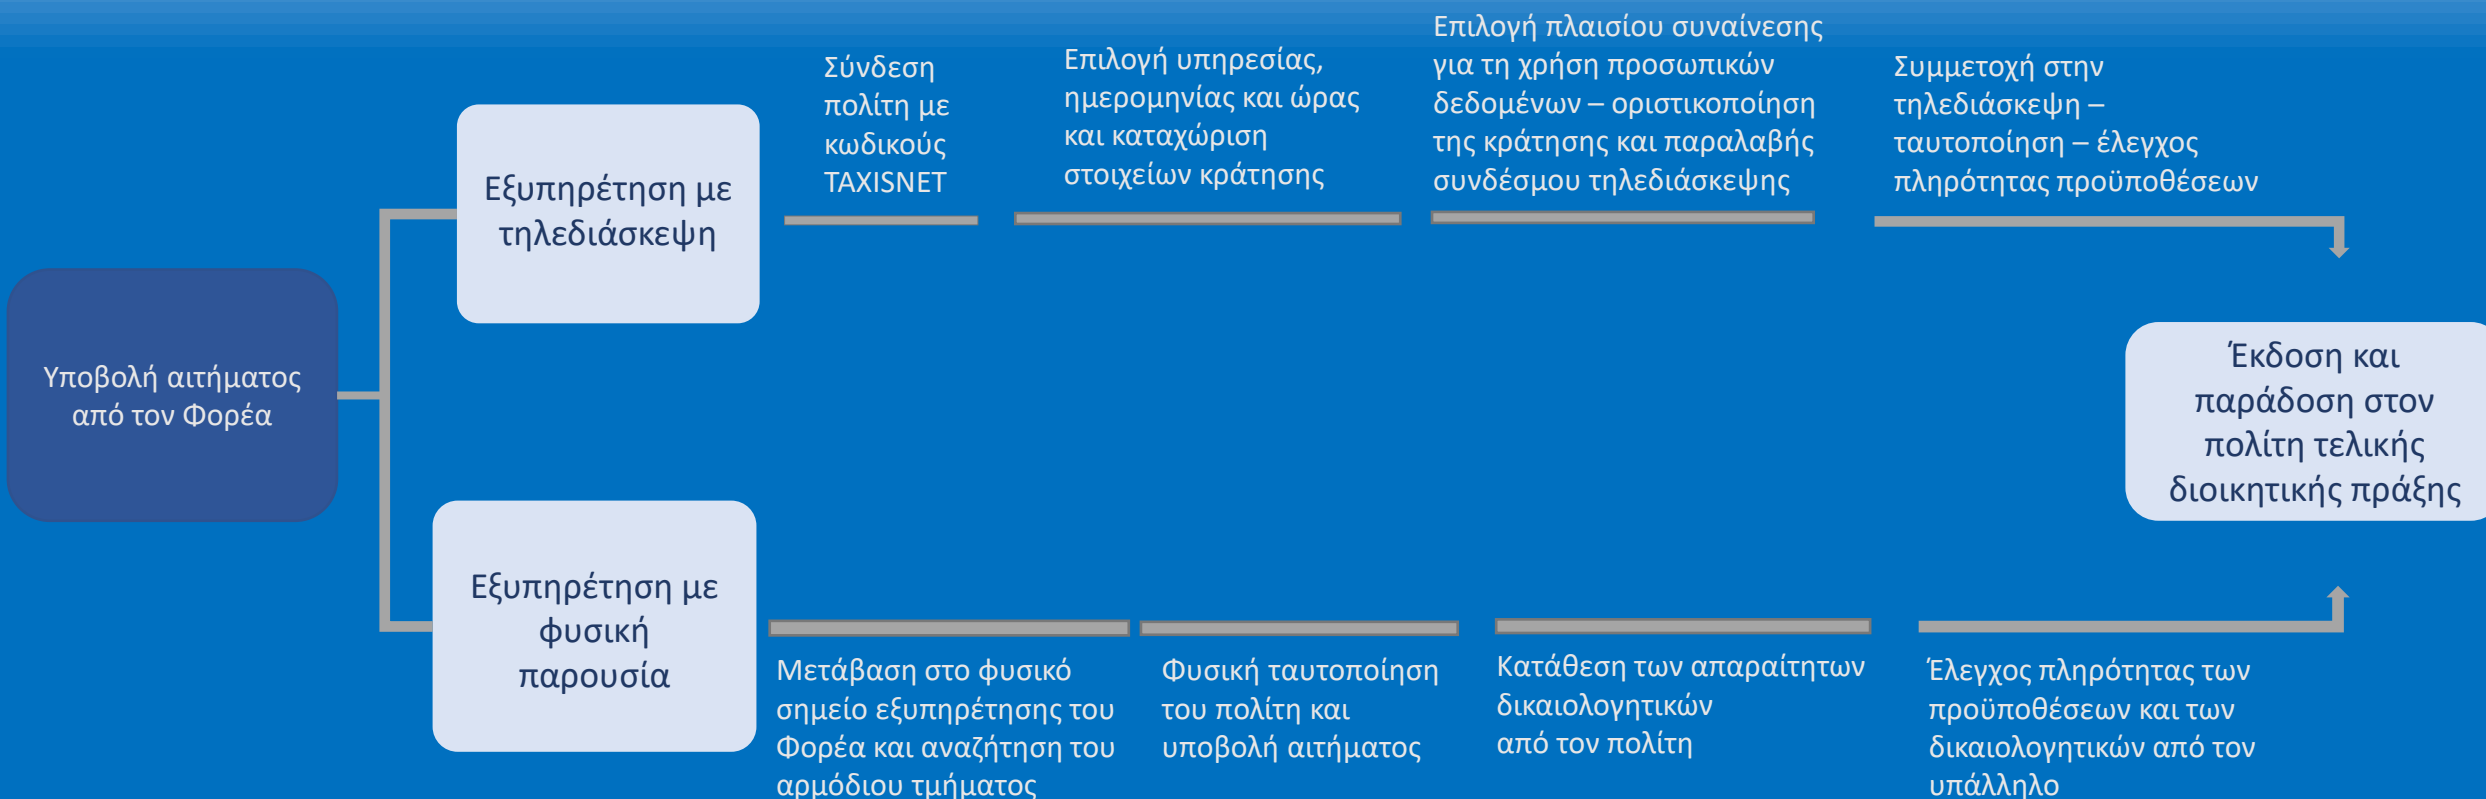 Υποβολή αιτήματος
από τον Φορέα
Εξυπηρέτηση με
τηλεδιάσκεψη
Σύνδεση
πολίτη με
κωδικούς
TAXISNET
Επιλογή υπηρεσίας,
ημερομηνίας και ώρας
και καταχώριση
στοιχείων κράτησης
Επιλογή πλαισίου συναίνεσης
για τη χρήση προσωπικών
δεδομένων – οριστικοποίηση
της κράτησης και παραλαβής
συνδέσμου τηλεδιάσκεψης
Συμμετοχή στην
τηλεδιάσκεψη –
ταυτοποίηση – έλεγχος
πληρότητας προϋποθέσεων
Εξυπηρέτηση με
φυσική
παρουσία
Μετάβαση στο φυσικό
σημείο εξυπηρέτησης του
Φορέα και αναζήτηση του
αρμόδιου τμήματος
Φυσική ταυτοποίηση
του πολίτη και
υποβολή αιτήματος
Κατάθεση των απαραίτητων
δικαιολογητικών
από τον πολίτη
Έλεγχος πληρότητας των
προϋποθέσεων και των
δικαιολογητικών από τον
υπάλληλο
Έκδοση και
παράδοση στον
πολίτη τελικής
διοικητικής πράξης